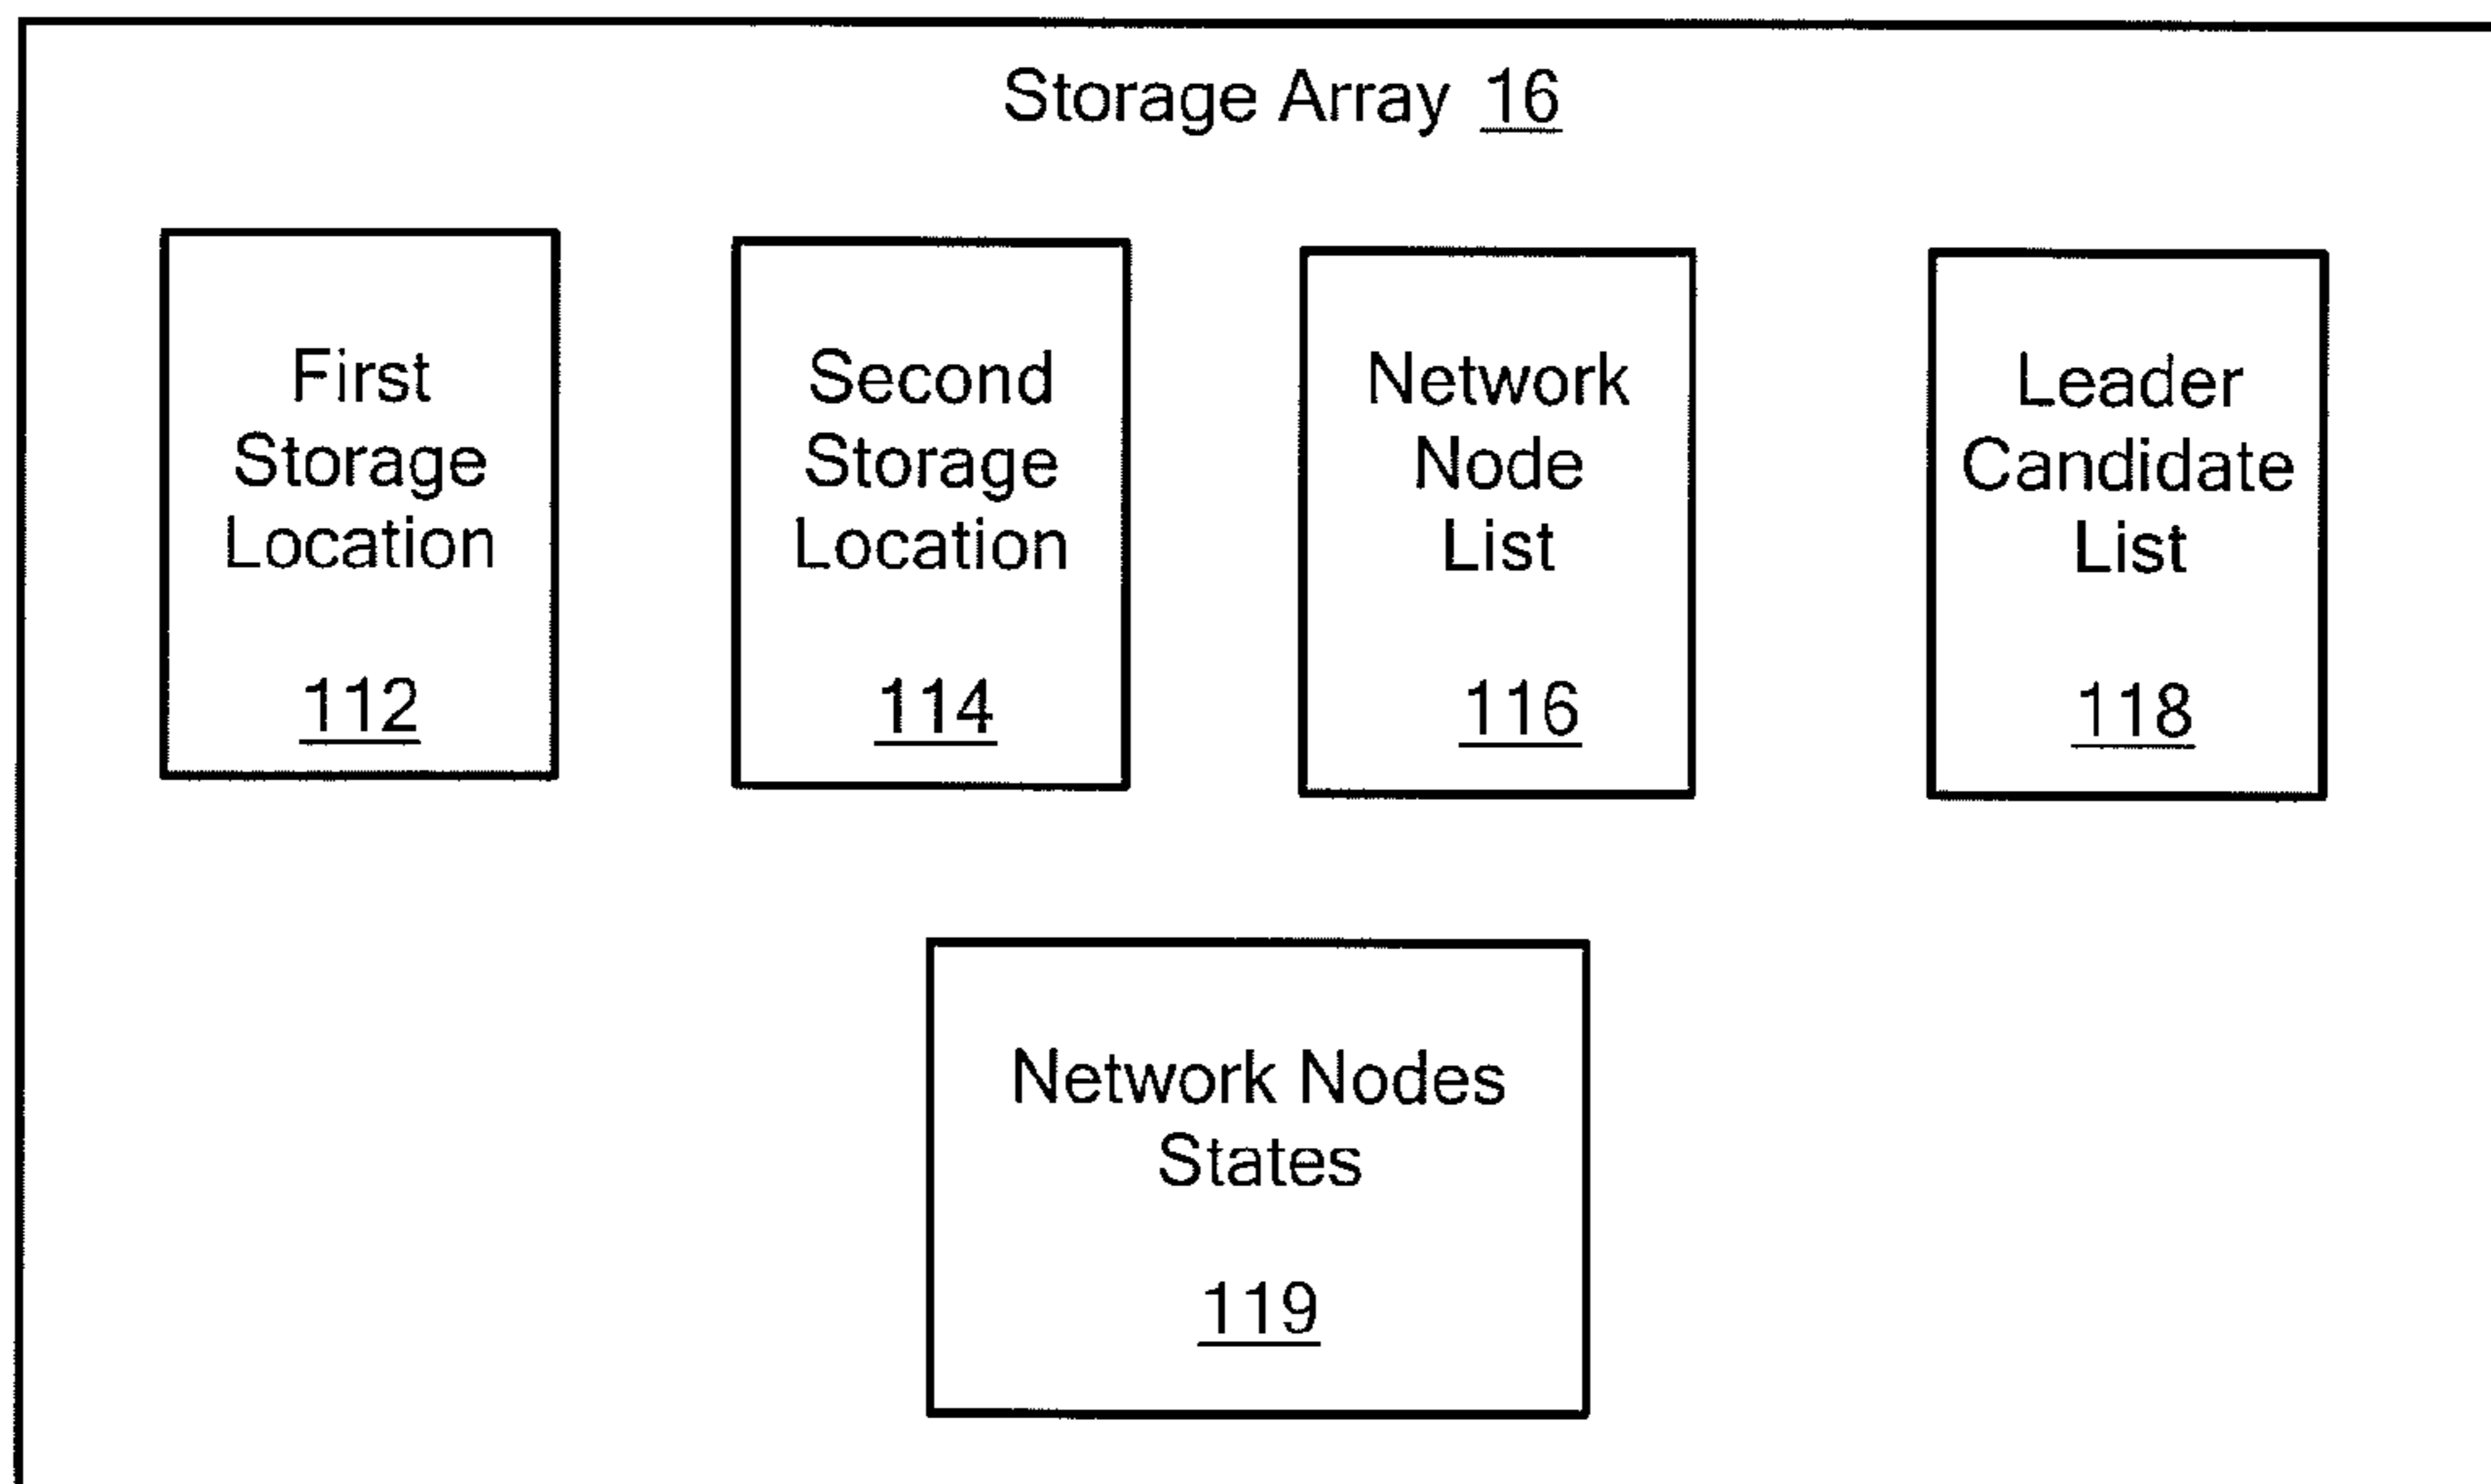 Storage Array 16
First
Storage
Location
112
Second
Storage
Location
114
Network
Node
List
116
Leader
Candidate
List
118
Network Nodes
States
119